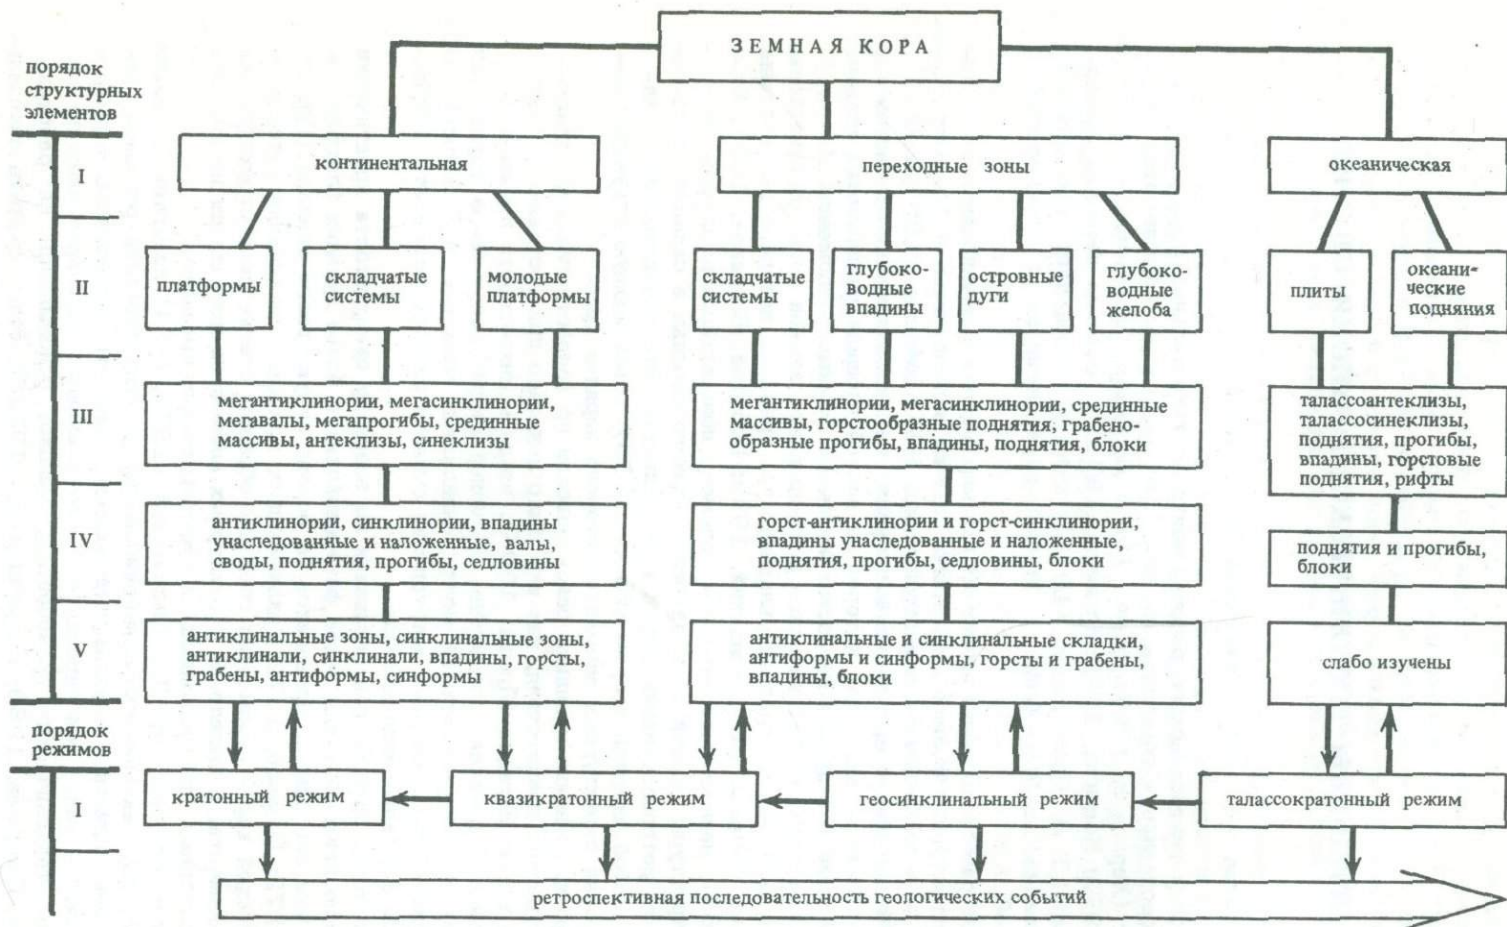 ЗЕМНАЯ КОРА
порядок
структурных
элементов
I
континентальная
переходные зоны
океаническая
II
платформы
складчатые
системы
молодые
платформы
складчатые
системы
глубоко-
водные
впадины
островные
дуги
глубоко-
водные
желоба
плиты
океани-
ческие
подняния
III
мегантиклинории, мегасинклинории,
мегавалы, мегапрогибы, срединные
массивы, антеклизы, синеклизы
мегантиклинории, мегасинклинории, срединные
массивы, горстообразные поднятия, грабено-
образные прогибы, впадины, поднятия, блоки
талассоантеклизы,
талассосинеклизы,
поднятия, прогибы,
впадины, горстовые
поднятия, рифты
IV
антиклинории, синклинории, впадины
унаследованные и наложенные, валы,
своды, поднятия, прогибы, седловины
горст-антиклинории и горст-синклинории,
впадины унаследованные и наложенные,
поднятия, прогибы, седловины, блоки
поднятия и прогибы,
блоки
V
антиклинальные зоны, синклинальные зоны,
антиклинали, синклинали, впадины, горсты,
грабены, антиформы, синформы
антиклинальные и синклинальные складки,
антиформы и синформы, горсты и грабены,
впадины, блоки
слабо изучены
порядок
режимов
I
кратонный режим
квазикратонный режим
геосинклинальный режим
талассократонный режим
ретроспективная последовательность геологических событий